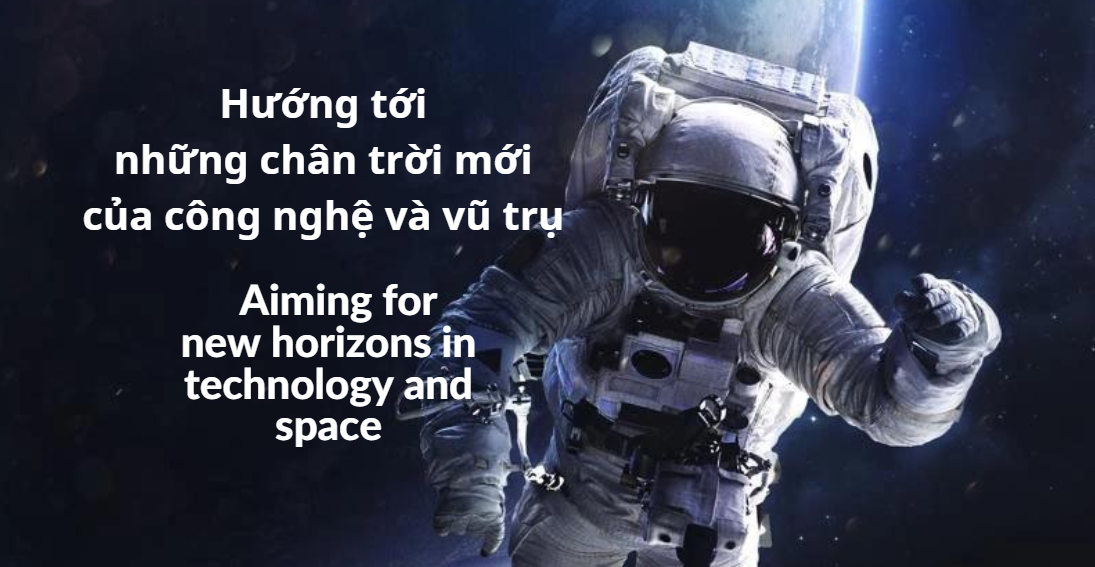 Hướng tới
những chân trời mới
của công nghệ và vũ trụ
Aiming for
new horizons in
technology and
space